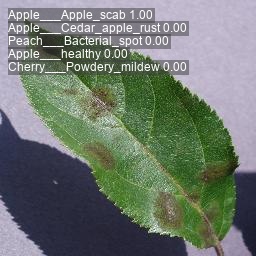 Apple___Apple_scab 1.00
Apple___Cedar_apple_rust 0.00
Peach___Bacterial_spot 0.00
Apple___healthy 0.00
Cherry___Powdery_mildew 0.00